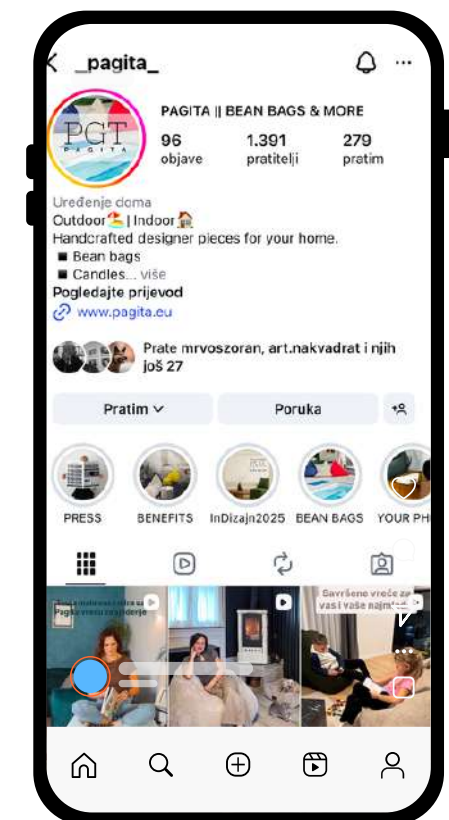 _pagita_
PGT
PAGITA
PAGITA || BEAN BAGS & MORE
96 1.391 279
objave pratitelji pratim
Uređenje doma
Outdoor🏖️| Indoor🏠
Handcrafted designer pieces for your home.
◾ Bean bags
◾ Candles... više
Pogledajte prijevod
www.pagita.eu
Prate mrvoszoran, art.nakvadrat i njih
još 27
Pratim Poruka
PRESS BENEFITS InDizajn2025 BEAN BAGS YOUR PH
Savršene vreće za
vas i vaše najmlađe